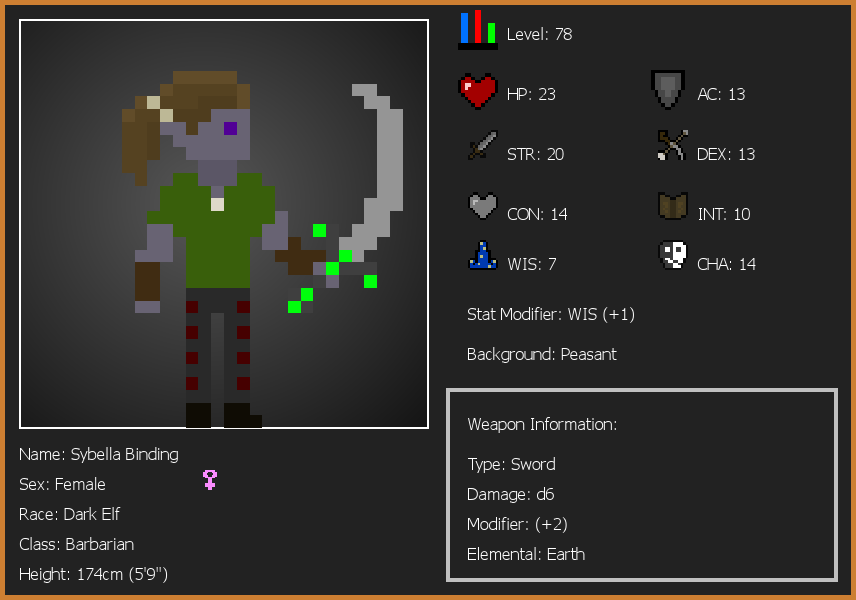 Level: 78
HP: 23
AC: 13
STR: 20
DEX: 13
CON: 14
INT: 10
WIS: 7
CHA: 14
Stat Modifier: WIS (+1)
Background: Peasant
Weapon Information:
Type: Sword
Damage: d6
Modifier: (+2)
Elemental: Earth
Name: Sybella Binding
Sex: Female
Race: Dark Elf
Class: Barbarian
Height: 174cm (5'9")